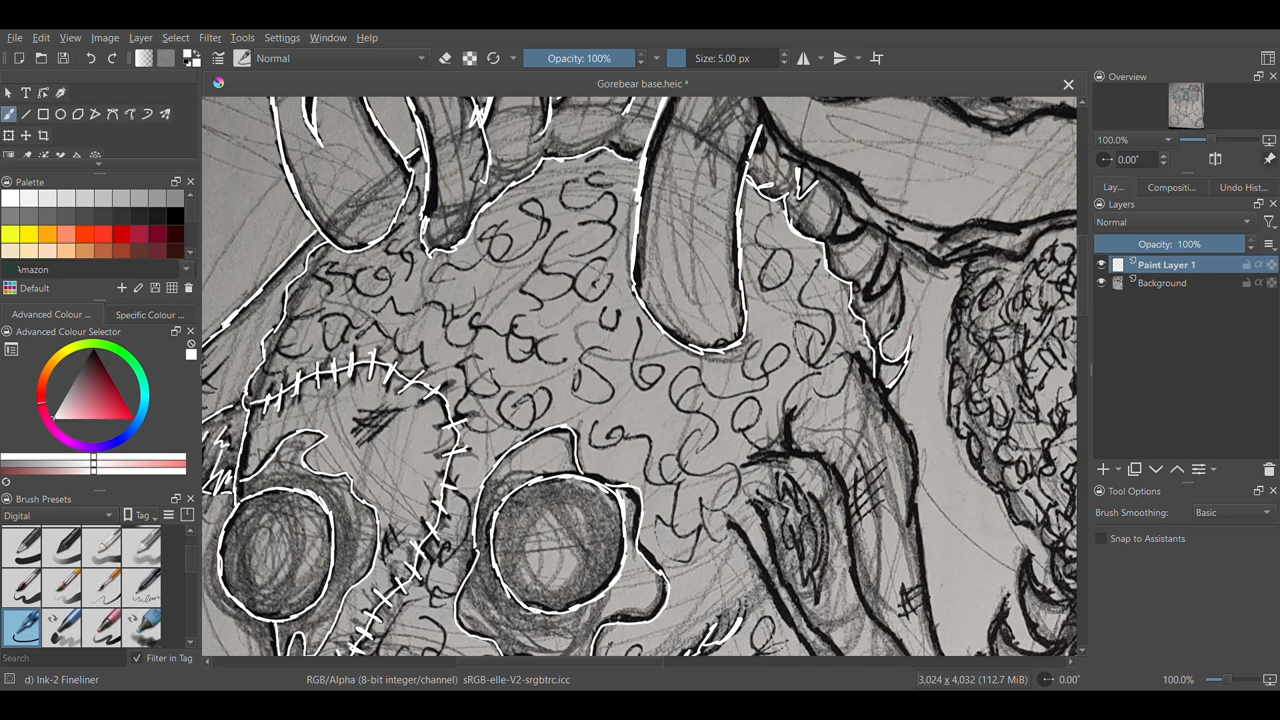 File Edit View Image Layer Select Filter Tools Settings Window Help
Normal
Opacity: 100%
Size: 5.00 px
Gorebear base.heic *
Overview
100.0%
0.00°
Palette
Lay... Compositi... Undo Hist...
Layers
Normal
Opacity: 100%
Paint Layer 1
Background
Amazon
Default
Advanced Colour ... Specific Colour ...
Advanced Colour Selector
Tool Options
Brush Smoothing: Basic
Snap to Assistants
Brush Presets
Digital Tag
Search Filter in Tag
d) Ink-2 Fineliner RGB/Alpha (8-bit integer/channel) sRGB-elle-V2-srgbtrc.icc 3,024 x 4,032 (112.7 MiB) 0.00° 100.0%